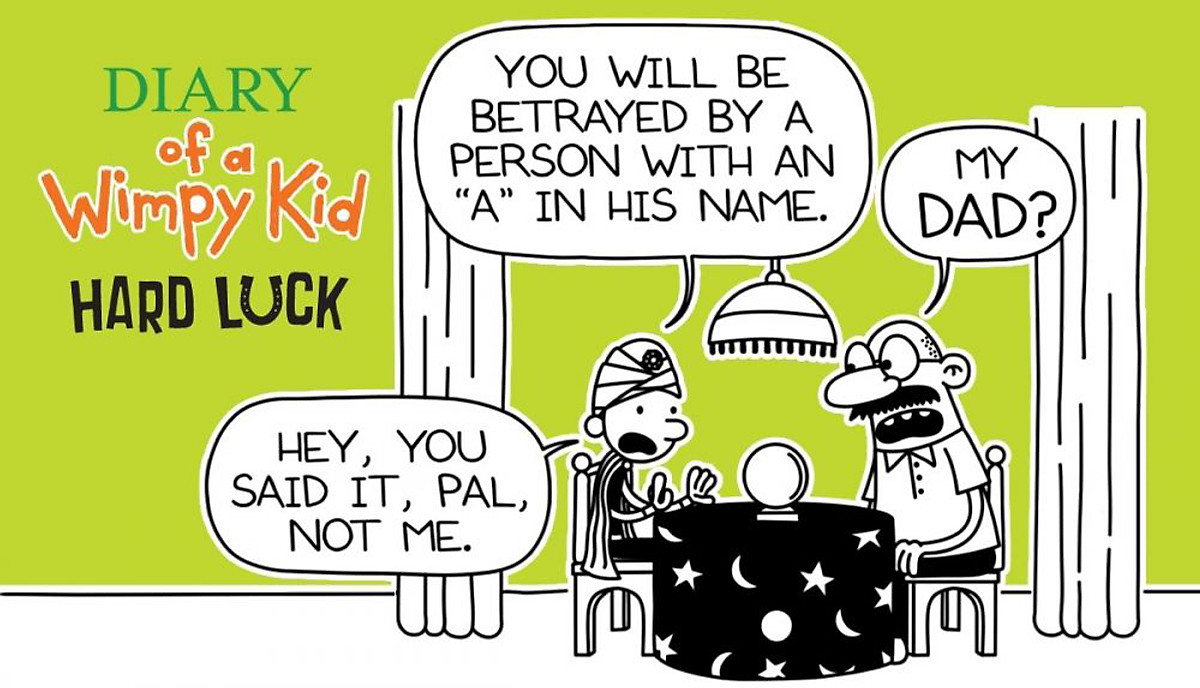 DIARY
of a
Wimpy Kid
HARD LUCK
YOU WILL BE
BETRAYED BY A
PERSON WITH AN
“A” IN HIS NAME.
MY
DAD?
HEY, YOU
SAID IT, PAL,
NOT ME.